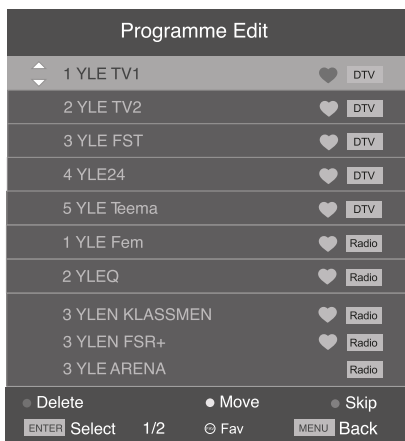 Programme Edit
1 YLE TV1 DTV
2 YLE TV2 DTV
3 YLE FST DTV
4 YLE24 DTV
5 YLE Teema DTV
1 YLE Fem Radio
2 YLEQ Radio
3 YLEN KLASSMEN Radio
3 YLEN FSR+ Radio
3 YLE ARENA Radio
Delete Move Skip
ENTER Select 1/2 Fav MENU Back